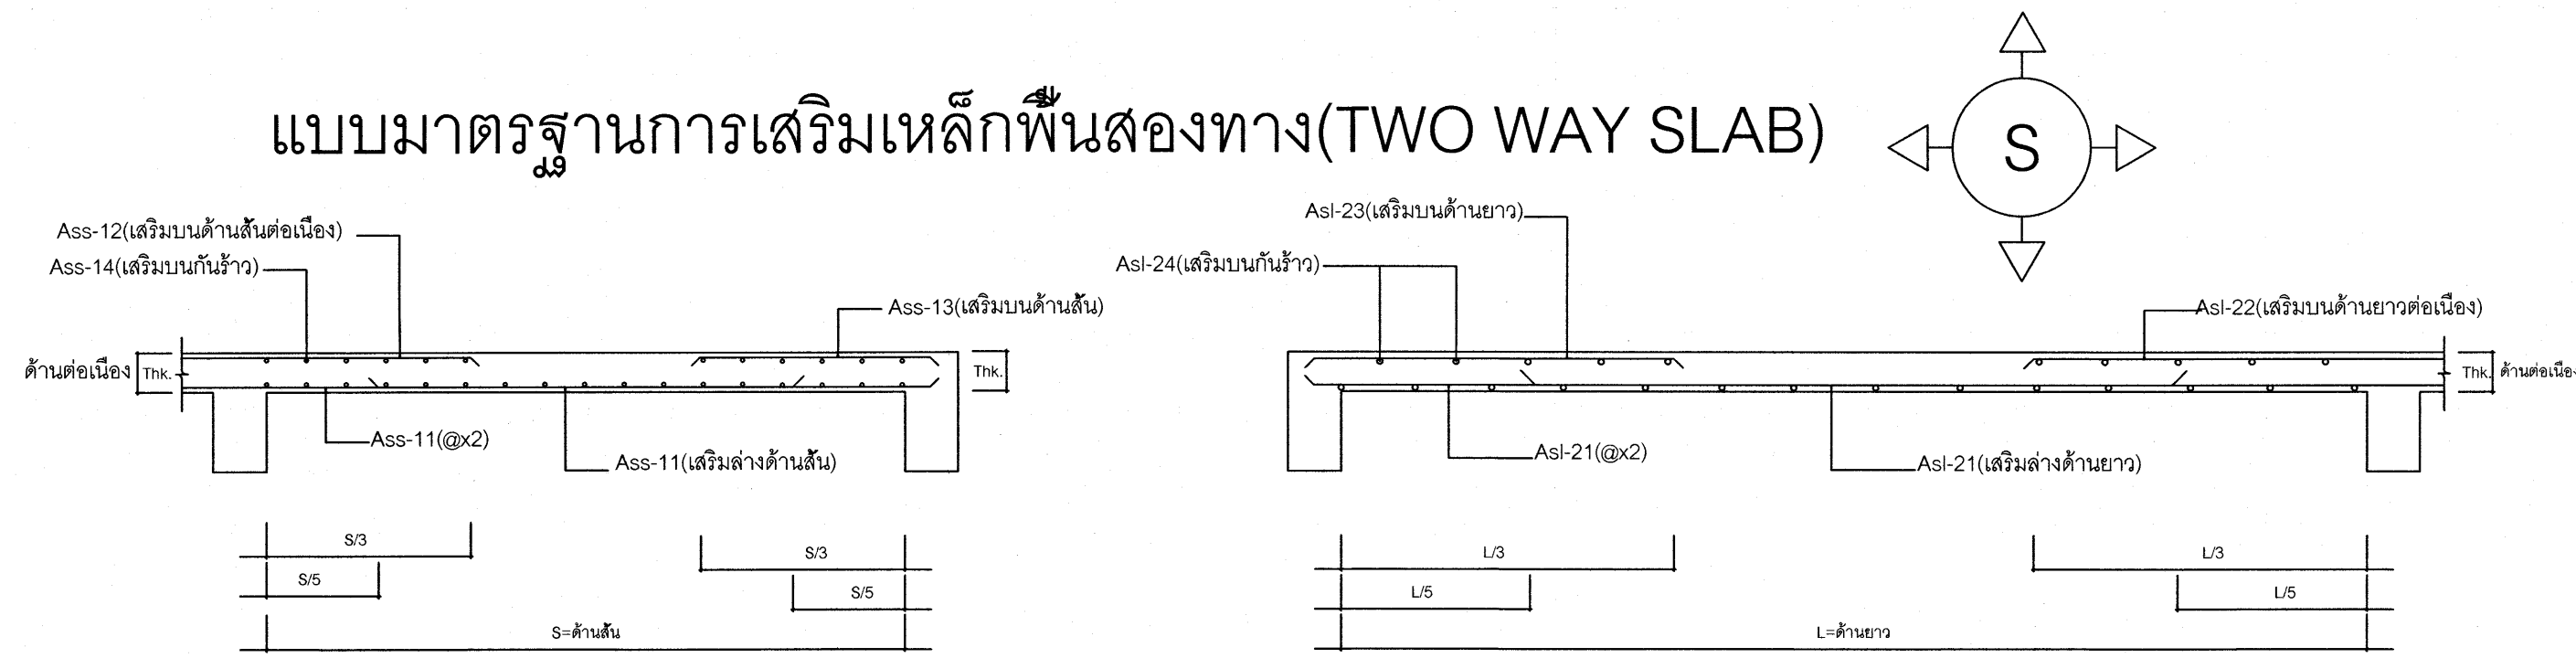 แบบมาตรฐานการเสริมเหล็กพื้นสองทาง(TWO WAY SLAB)
S
Ass-12(เสริมบนด้านสั้นต่อเนื่อง)
Ass-14(เสริมบนกันร้าว)
Ass-13(เสริมบนด้านสั้น)
ด้านต่อเนื่อง
Thk.
Thk.
Ass-11(@x2)
Ass-11(เสริมล่างด้านสั้น)
S/3
S/3
S/5
S/5
S=ด้านสั้น
Asl-23(เสริมบนด้านยาว)
Asl-24(เสริมบนกันร้าว)
Asl-22(เสริมบนด้านยาวต่อเนื่อง)
Thk.
ด้านต่อเนื่อง
Asl-21(@x2)
Asl-21(เสริมล่างด้านยาว)
L/3
L/3
L/5
L/5
L=ด้านยาว